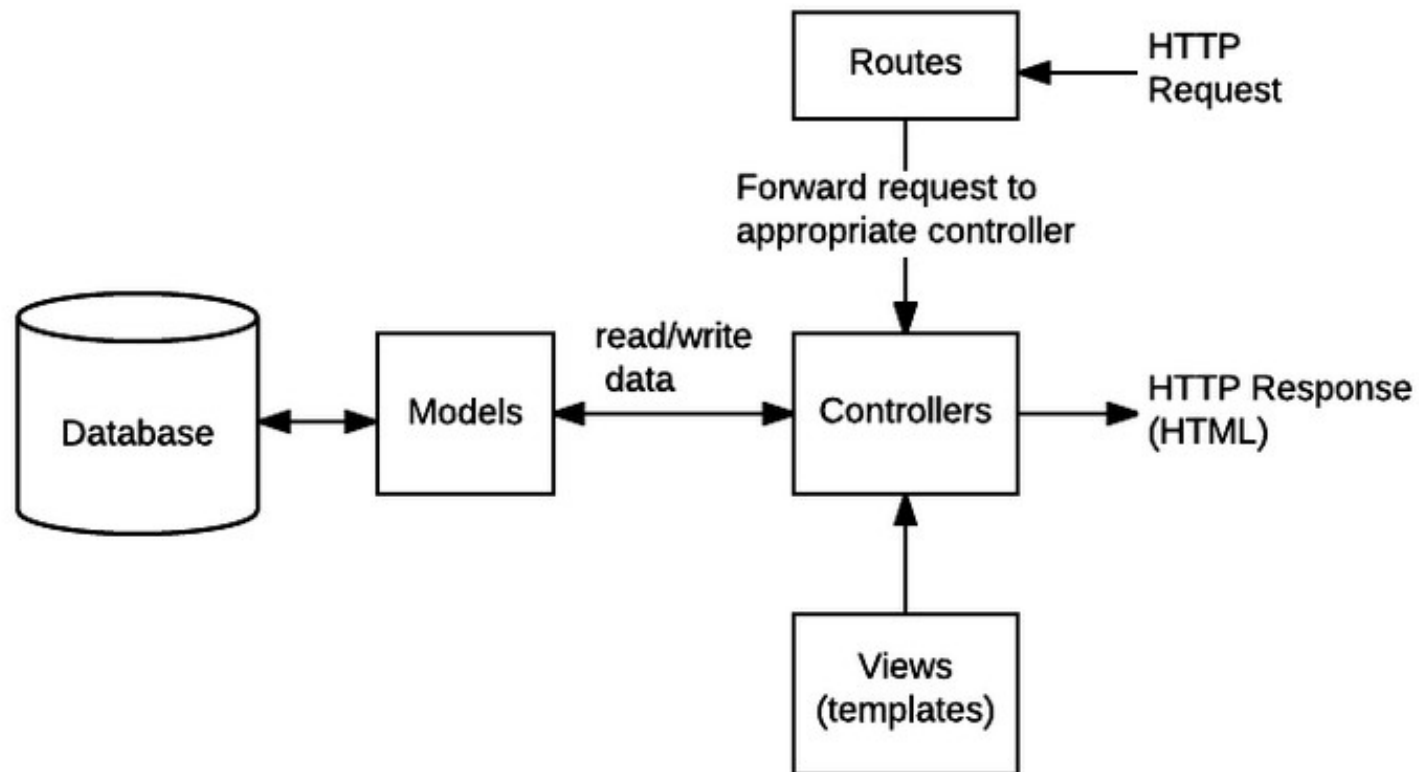 Routes
HTTP
Request
Forward request to
appropriate controller
read/write
data
Database
Models
Controllers
HTTP Response
(HTML)
Views
(templates)